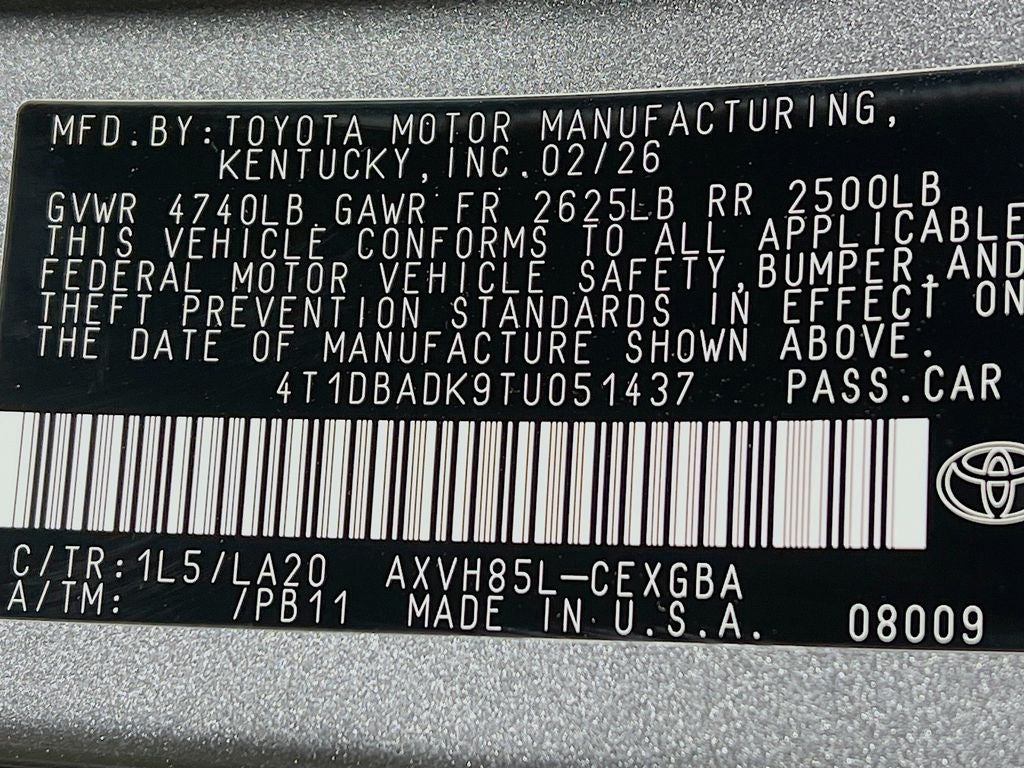 MFD.BY:TOYOTA MOTOR MANUFACTURING,
KENTUCKY,INC.02/26
GVWR 4740LB GAWR FR 2625LB RR 2500LB
THIS VEHICLE CONFORMS TO ALL APPLICABLE
FEDERAL MOTOR VEHICLE SAFETY,BUMPER,AND
THEFT PREVENTION STANDARDS IN EFFECT ON
THE DATE OF MANUFACTURE SHOWN ABOVE.
4T1DBADK9TU051437 PASS.CAR
C/TR:1L5/LA20 AXVH85L-CEXGBA
A/TM: /PB11 MADE IN U.S.A. 08009